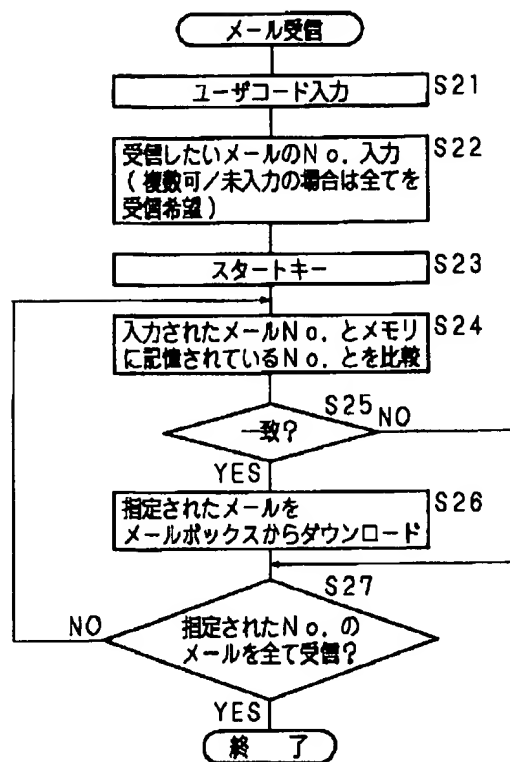 メール受信
ユーザコード入力
S21
受信したいメールのNo.入力
(複数可/未入力の場合は全てを
受信希望)
S22
スタートキー
S23
入力されたメールNo.とメモリ
に記憶されているNo.とを比較
S24
一致?
S25
NO
YES
指定されたメールを
メールボックスからダウンロード
S26
S27
NO
指定されたNo.の
メールを全て受信?
YES
終 了